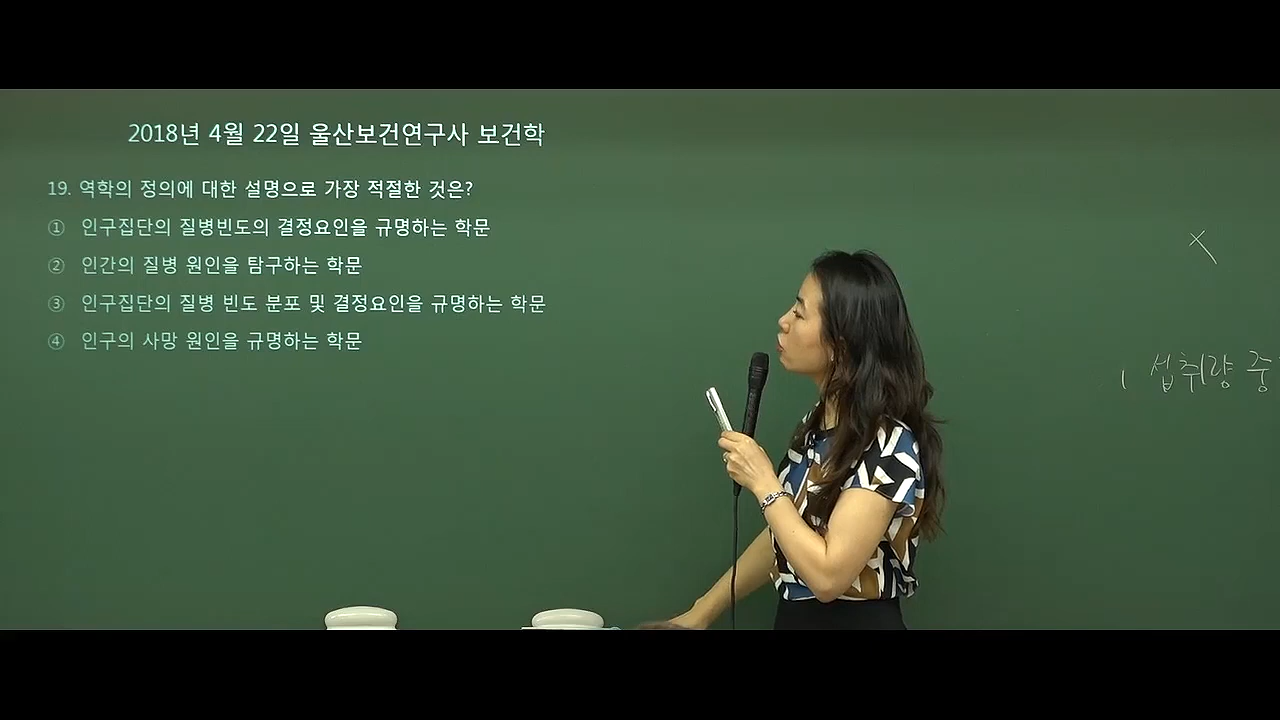 2018년 4월 22일 울산보건연구사 보건학
19. 역학의 정의에 대한 설명으로 가장 적절한 것은?
① 인구집단의 질병빈도의 결정요인을 규명하는 학문
② 인간의 질병 원인을 탐구하는 학문
③ 인구집단의 질병 빈도 분포 및 결정요인을 규명하는 학문
④ 인구의 사망 원인을 규명하는 학문
1 섭취량 중